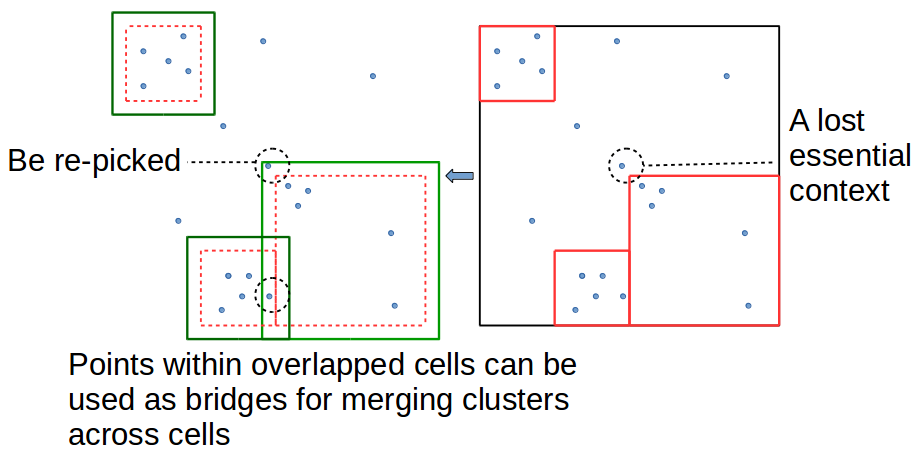 Be re-picked
A lost
essential
context
Points within overlapped cells can be
used as bridges for merging clusters
across cells